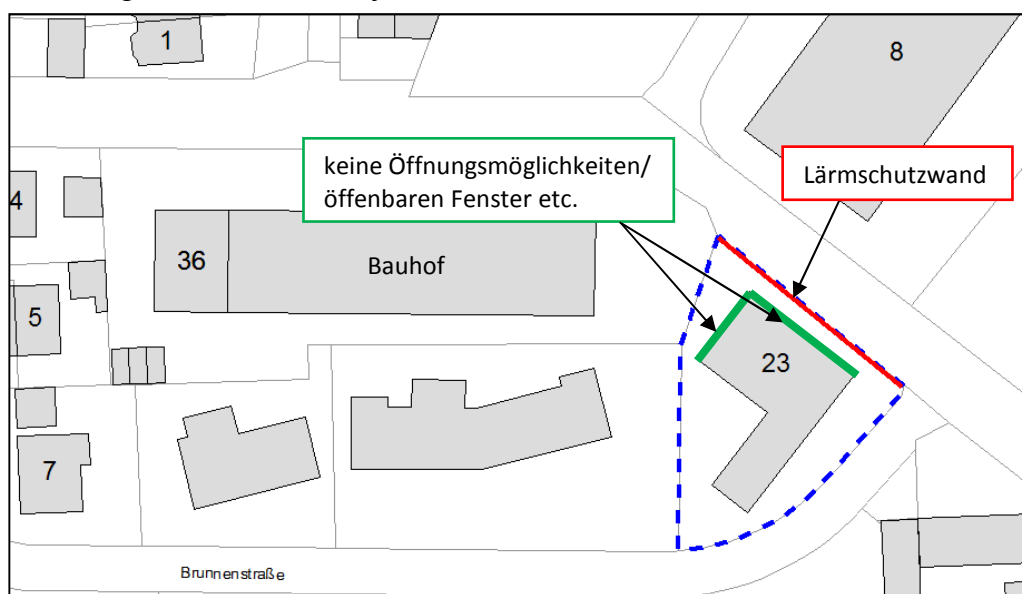 1
8
keine Öffnungsmöglichkeiten/
öffenbaren Fenster etc.
Lärmschutzwand
4
36
Bauhof
5
23
7
Brunnenstraße